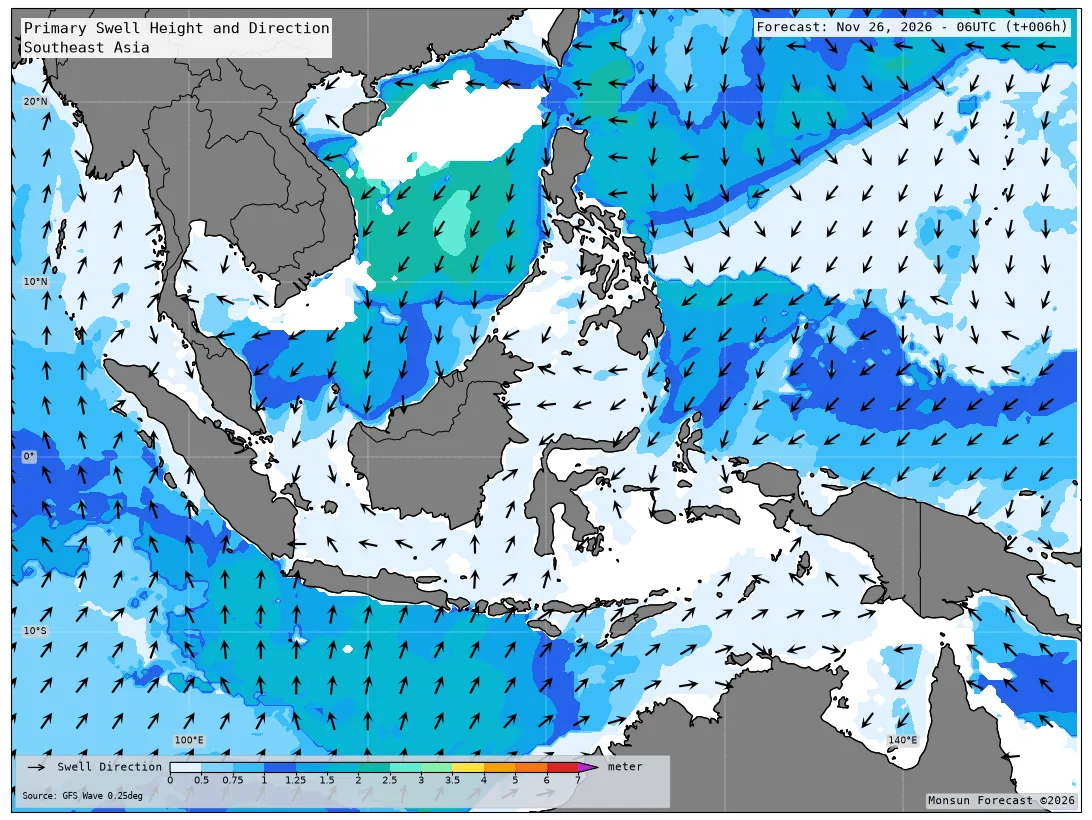 Primary Swell Height and Direction
Southeast Asia
Forecast: Nov 26, 2026 - 06UTC (t+006h)
20°N
10°N
0°
10°S
100°E
140°E
Swell Direction
0 0.5 0.75 1 1.25 1.5 2 2.5 3 3.5 4 5 6 7
meter
Source: GFS Wave 0.25deg
Monsun Forecast ©2026